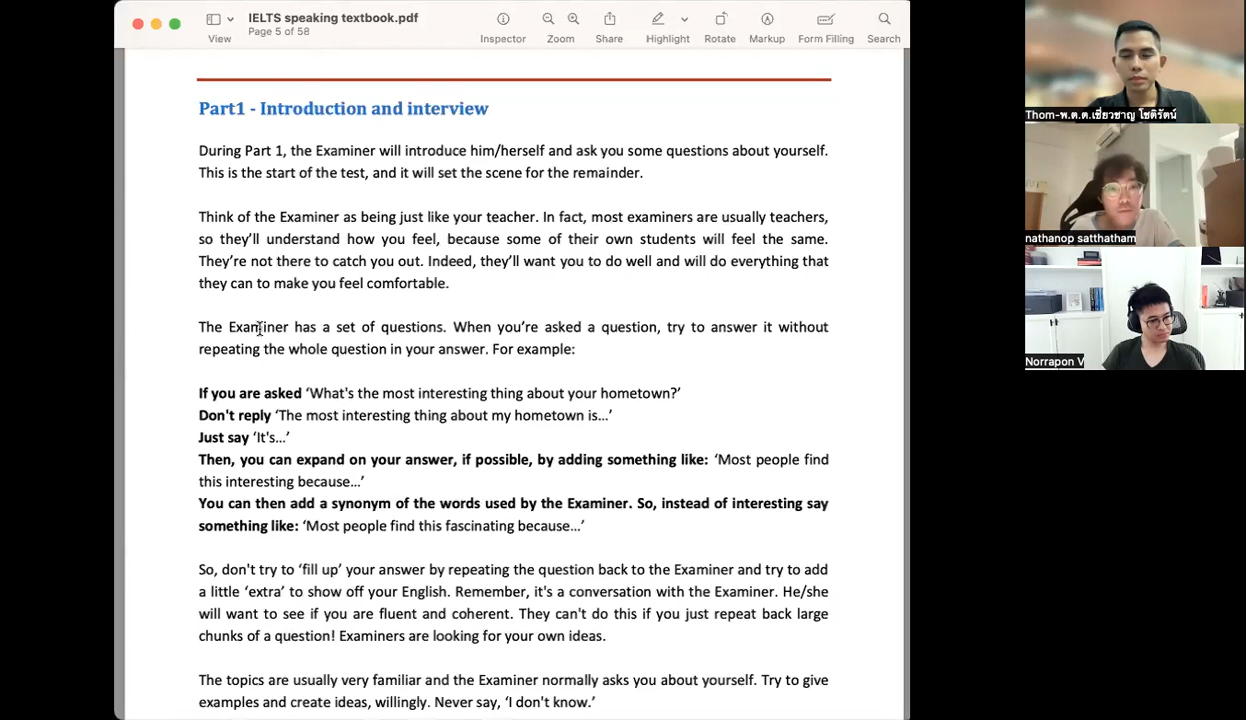 IELTS speaking textbook.pdf
Page 5 of 58
View
Inspector
Zoom
Share
Highlight
Rotate
Markup
Form Filling
Search
Part1 - Introduction and interview
During Part 1, the Examiner will introduce him/herself and ask you some questions about yourself.
This is the start of the test, and it will set the scene for the remainder.
Think of the Examiner as being just like your teacher. In fact, most examiners are usually teachers,
so they'll understand how you feel, because some of their own students will feel the same.
They're not there to catch you out. Indeed, they'll want you to do well and will do everything that
they can to make you feel comfortable.
The Examiner has a set of questions. When you're asked a question, try to answer it without
repeating the whole question in your answer. For example:
If you are asked ‘What's the most interesting thing about your hometown?’
Don't reply ‘The most interesting thing about my hometown is…’
Just say ‘It's…’
Then, you can expand on your answer, if possible, by adding something like: ‘Most people find
this interesting because…’
You can then add a synonym of the words used by the Examiner. So, instead of interesting say
something like: ‘Most people find this fascinating because…’
So, don't try to ‘fill up’ your answer by repeating the question back to the Examiner and try to add
a little ‘extra’ to show off your English. Remember, it's a conversation with the Examiner. He/she
will want to see if you are fluent and coherent. They can't do this if you just repeat back large
chunks of a question! Examiners are looking for your own ideas.
The topics are usually very familiar and the Examiner normally asks you about yourself. Try to give
examples and create ideas, willingly. Never say, ‘I don't know.’
Thom-พ.ต.ต.เชี่ยวชาญ โชติรัตน์
nathanop satthatham
Norrapon V